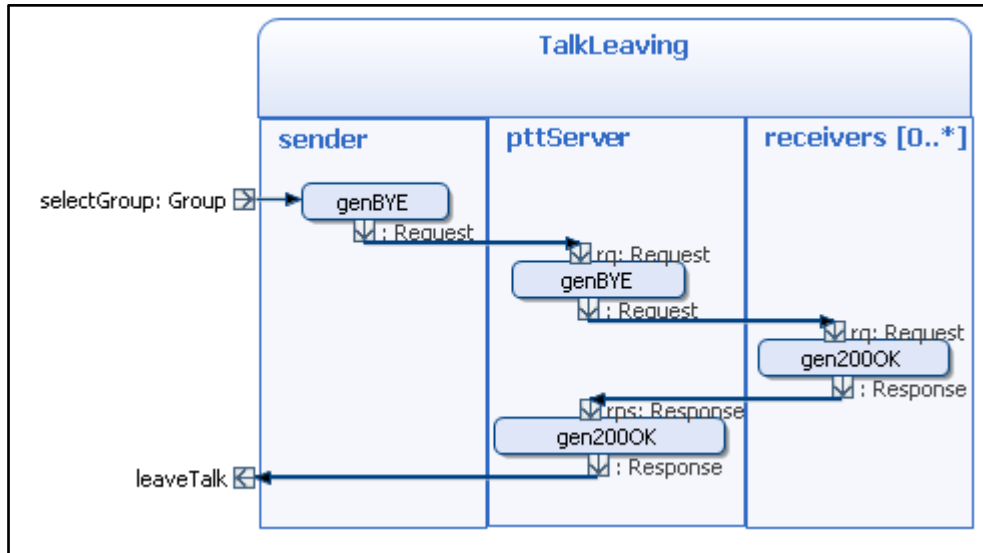 TalkLeaving
sender
pttServer
receivers [0..*]
selectGroup: Group
genBYE
: Request
rq: Request
genBYE
: Request
rq: Request
gen200OK
: Response
rps: Response
gen200OK
: Response
leaveTalk